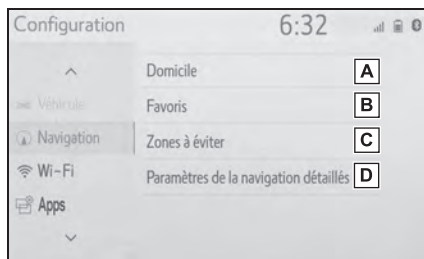 Configuration 6:32
Domicile A
Véhicule
Favoris B
Navigation
Zones à éviter C
Wi-Fi
Paramètres de la navigation détaillés D
Apps